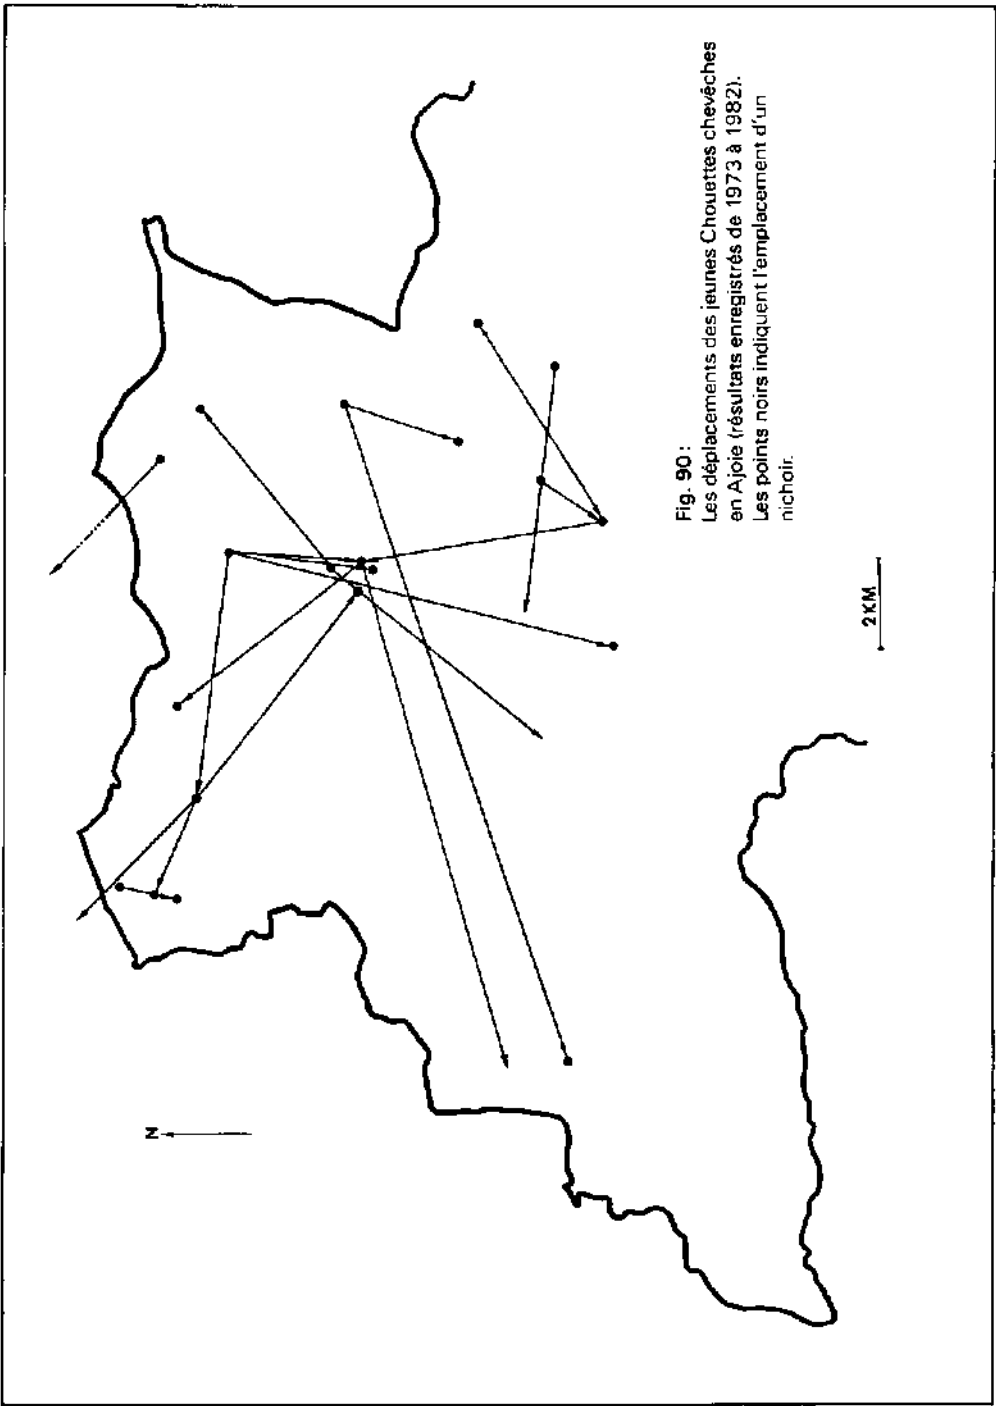 N
Fig. 90:
Les déplacements des jeunes Chouettes chevêches
en Ajoie (résultats enregistrés de 1973 à 1982).
Les points noirs indiquent l'emplacement d'un
nichoir.
2KM